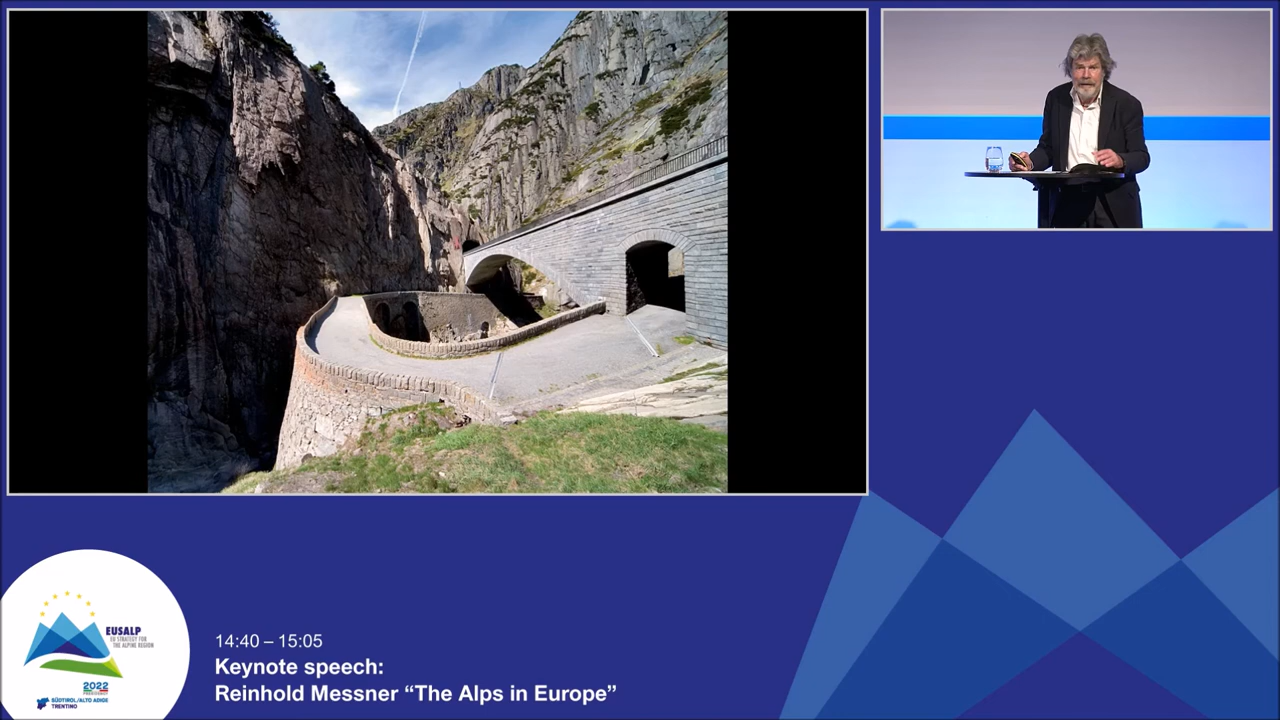 EUSALP
EU STRATEGY FOR
THE ALPINE REGION
2022
PRESIDENCY
SÜDTIROL/ALTO ADIGE
TRENTINO
14:40 – 15:05
Keynote speech:
Reinhold Messner “The Alps in Europe”